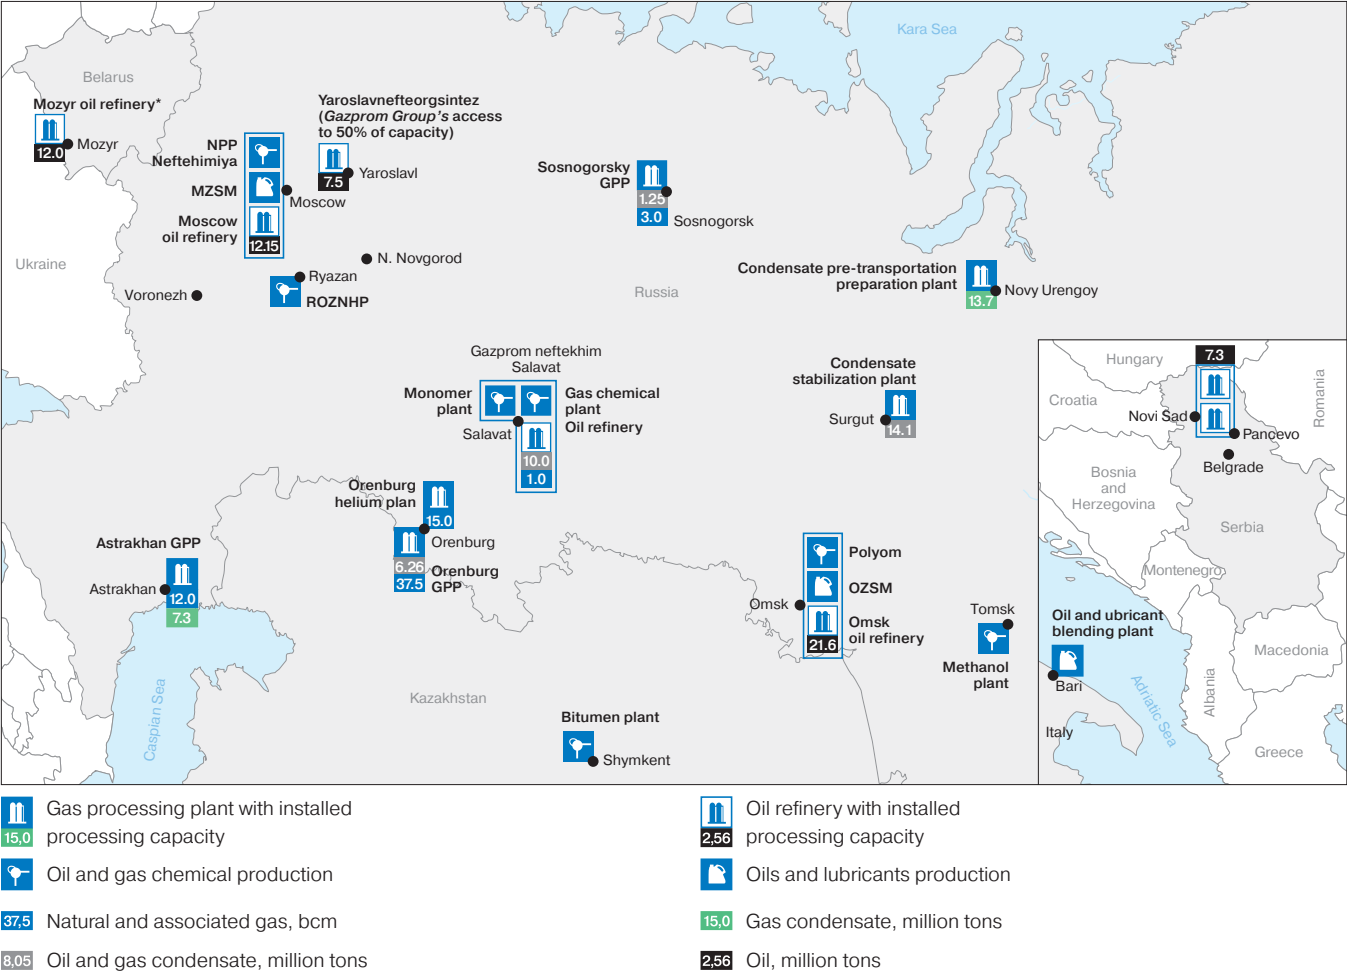 Kara Sea
Belarus
Mozyr oil refinery*
12.0
Mozyr
Yaroslavnefteorgsintez
(Gazprom Group's access
to 50% of capacity)
7.5
Yaroslavl
NPP
Neftehimiya
MZSM
Moscow
Moscow
oil refinery
12.15
Sosnogorsky
GPP
1.25
3.0
Sosnogorsk
Ukraine
N. Novgorod
Ryazan
ROZNHP
Voronezh
Russia
Condensate pre-transportation
preparation plant
13.7
Novy Urengoy
Gazprom neftekhim
Salavat
Monomer
plant
Gas chemical
plant
Oil refinery
Salavat
10.0
1.0
Condensate
stabilization plant
Surgut
14.1
Orenburg
helium plan
15.0
Orenburg
6.26
37.5
Orenburg
GPP
Astrakhan GPP
Astrakhan
12.0
7.3
Caspian Sea
Kazakhstan
Polyom
OZSM
Omsk
Omsk
oil refinery
21.6
Tomsk
Methanol
plant
Bitumen plant
Shymkent
Hungary
7.3
Croatia
Romania
Novi Sad
Pancevo
Belgrade
Bosnia
and
Herzegovina
Serbia
Montenegro
Oil and ubricant
blending plant
Bari
Italy
Adriatic Sea
Albania
Macedonia
Greece
Gas processing plant with installed
15,0 processing capacity
Oil and gas chemical production
37,5 Natural and associated gas, bcm
8,05 Oil and gas condensate, million tons
Oil refinery with installed
2,56 processing capacity
Oils and lubricants production
15,0 Gas condensate, million tons
2,56 Oil, million tons